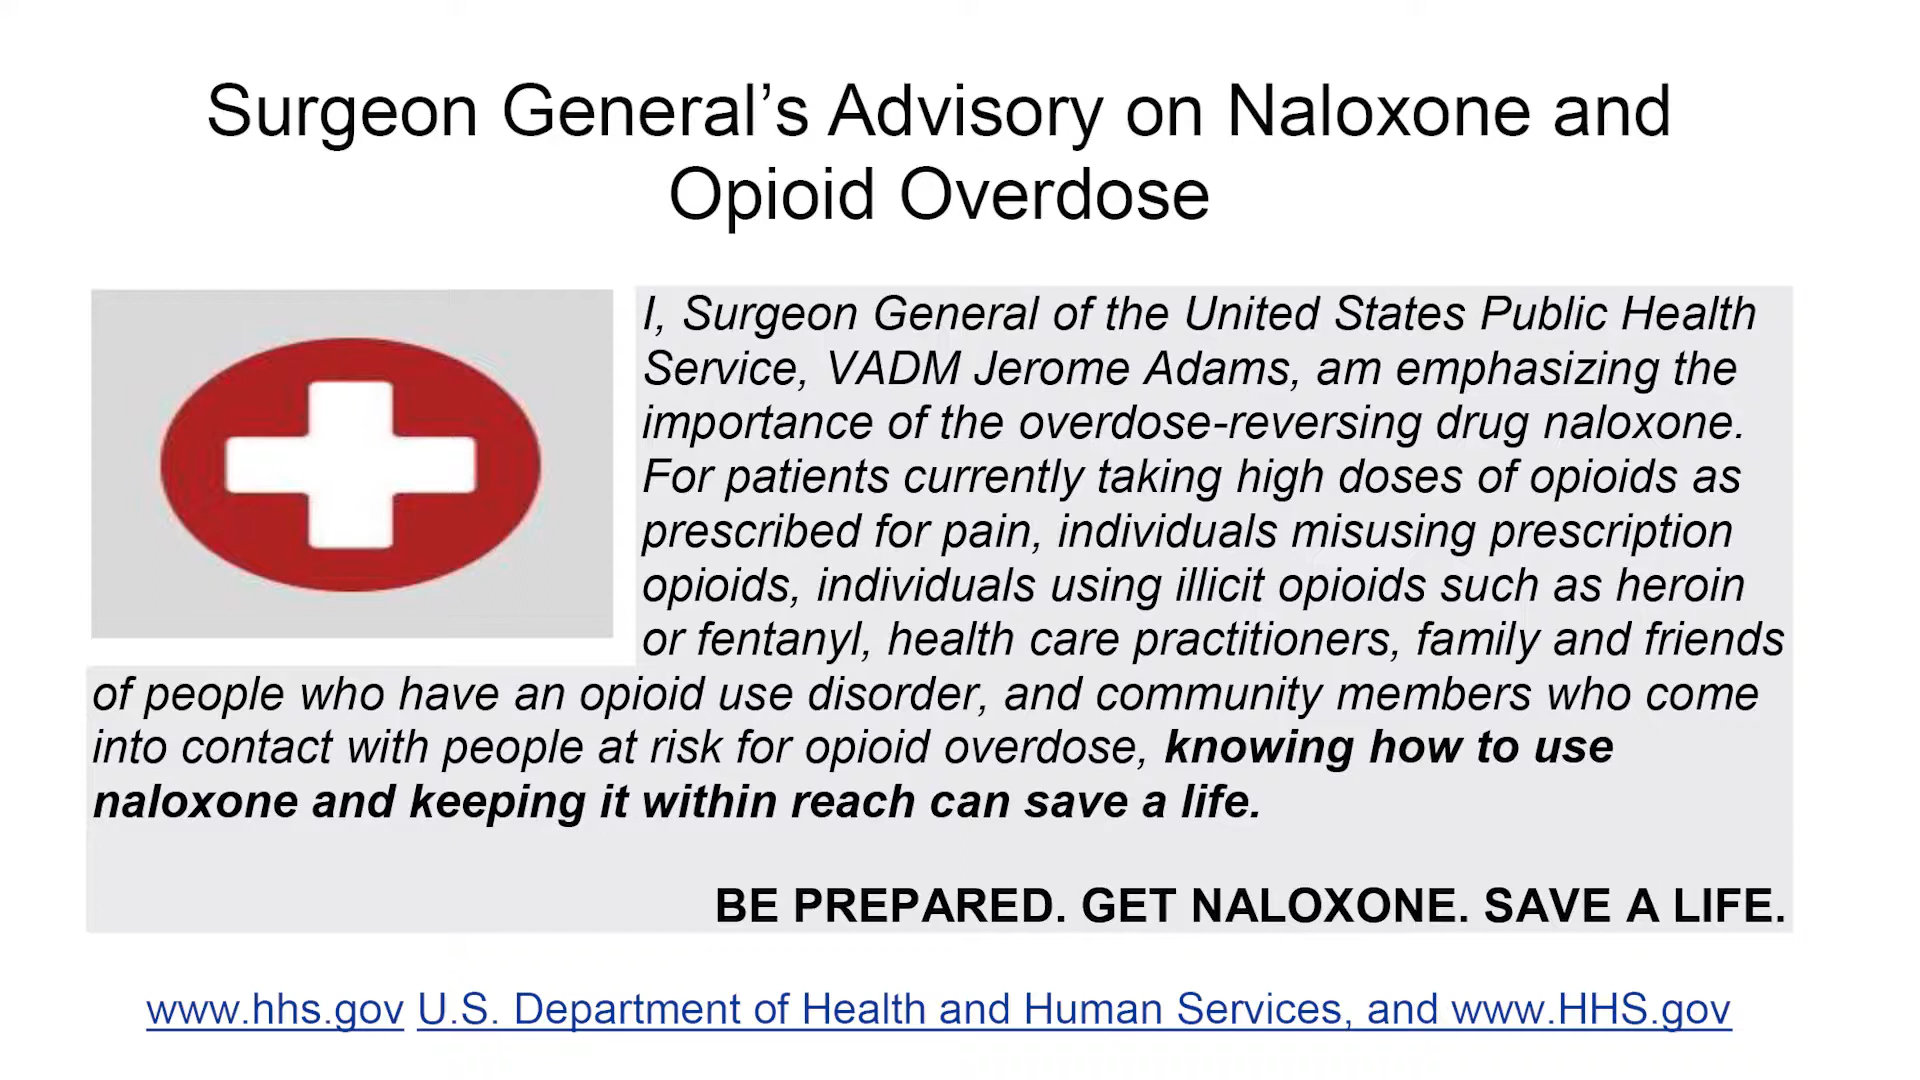 Surgeon General’s Advisory on Naloxone and
Opioid Overdose
I, Surgeon General of the United States Public Health
Service, VADM Jerome Adams, am emphasizing the
importance of the overdose-reversing drug naloxone.
For patients currently taking high doses of opioids as
prescribed for pain, individuals misusing prescription
opioids, individuals using illicit opioids such as heroin
or fentanyl, health care practitioners, family and friends
of people who have an opioid use disorder, and community members who come
into contact with people at risk for opioid overdose, knowing how to use
naloxone and keeping it within reach can save a life.
BE PREPARED. GET NALOXONE. SAVE A LIFE.
www.hhs.gov U.S. Department of Health and Human Services, and www.HHS.gov